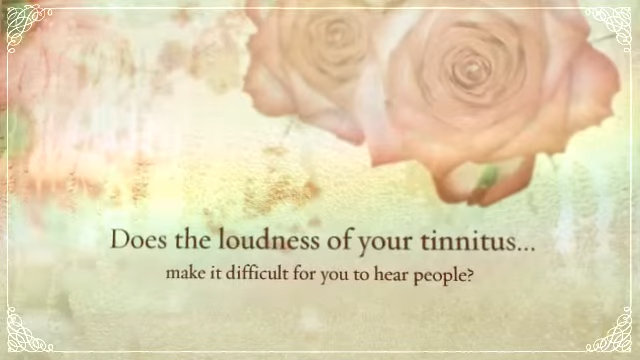 Does the loudness of your tinnitus...
make it difficult for you to hear people?